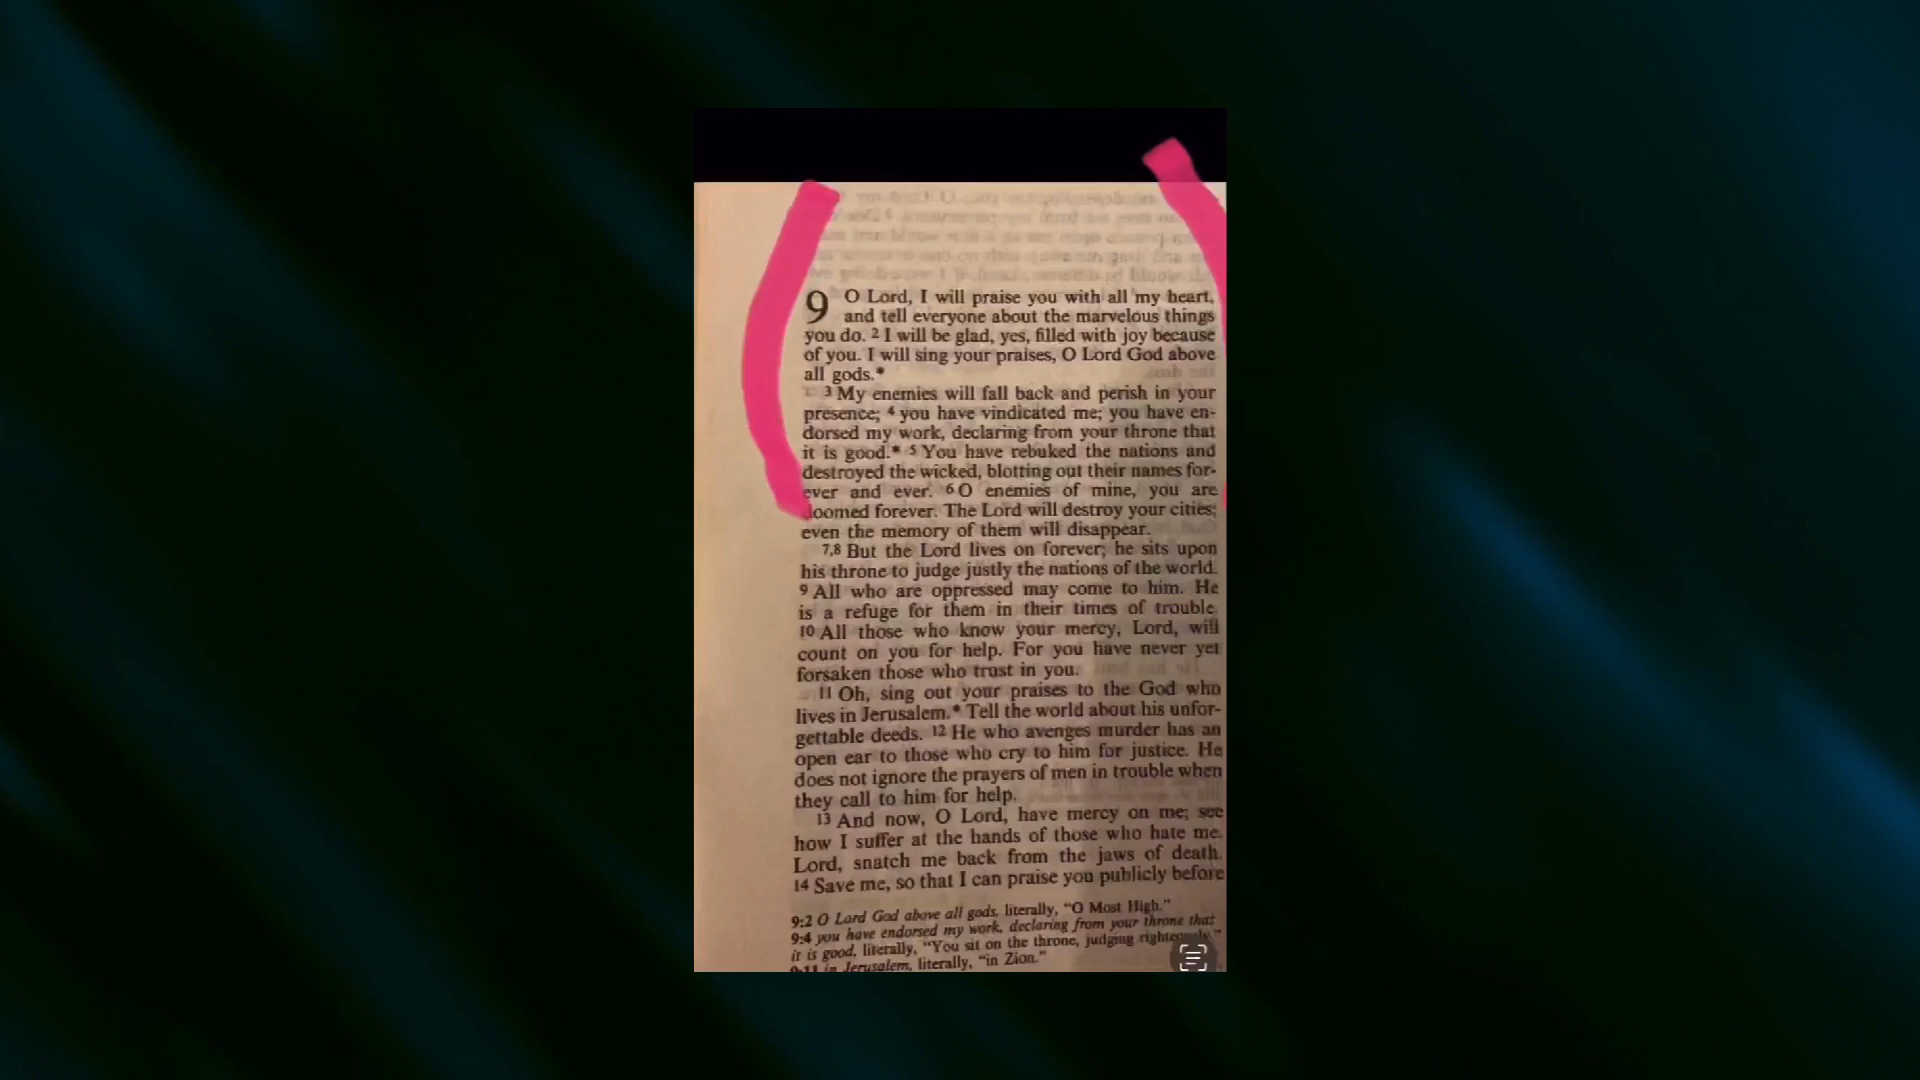 9 O Lord, I will praise you with all my heart,
and tell everyone about the marvelous things
you do. 2 I will be glad, yes, filled with joy because
of you. I will sing your praises, O Lord God above
all gods.*
3 My enemies will fall back and perish in your
presence; 4 you have vindicated me; you have en-
dorsed my work, declaring from your throne that
it is good.* 5 You have rebuked the nations and
destroyed the wicked, blotting out their names for-
ever and ever. 6 O enemies of mine, you are
doomed forever. The Lord will destroy your cities;
even the memory of them will disappear.
7,8 But the Lord lives on forever; he sits upon
his throne to judge justly the nations of the world.
9 All who are oppressed may come to him. He
is a refuge for them in their times of trouble.
10 All those who know your mercy, Lord, will
count on you for help. For you have never yet
forsaken those who trust in you.
11 Oh, sing out your praises to the God who
lives in Jerusalem.* Tell the world about his unfor-
gettable deeds. 12 He who avenges murder has an
open ear to those who cry to him for justice. He
does not ignore the prayers of men in trouble when
they call to him for help.
13 And now, O Lord, have mercy on me; see
how I suffer at the hands of those who hate me.
Lord, snatch me back from the jaws of death.
14 Save me, so that I can praise you publicly before
9:2 O Lord God above all gods, literally, “O Most High.”
9:4 you have endorsed my work, declaring from your throne that
it is good, literally, “You sit on the throne, judging righteously.”
9:11 in Jerusalem, literally, “in Zion.”